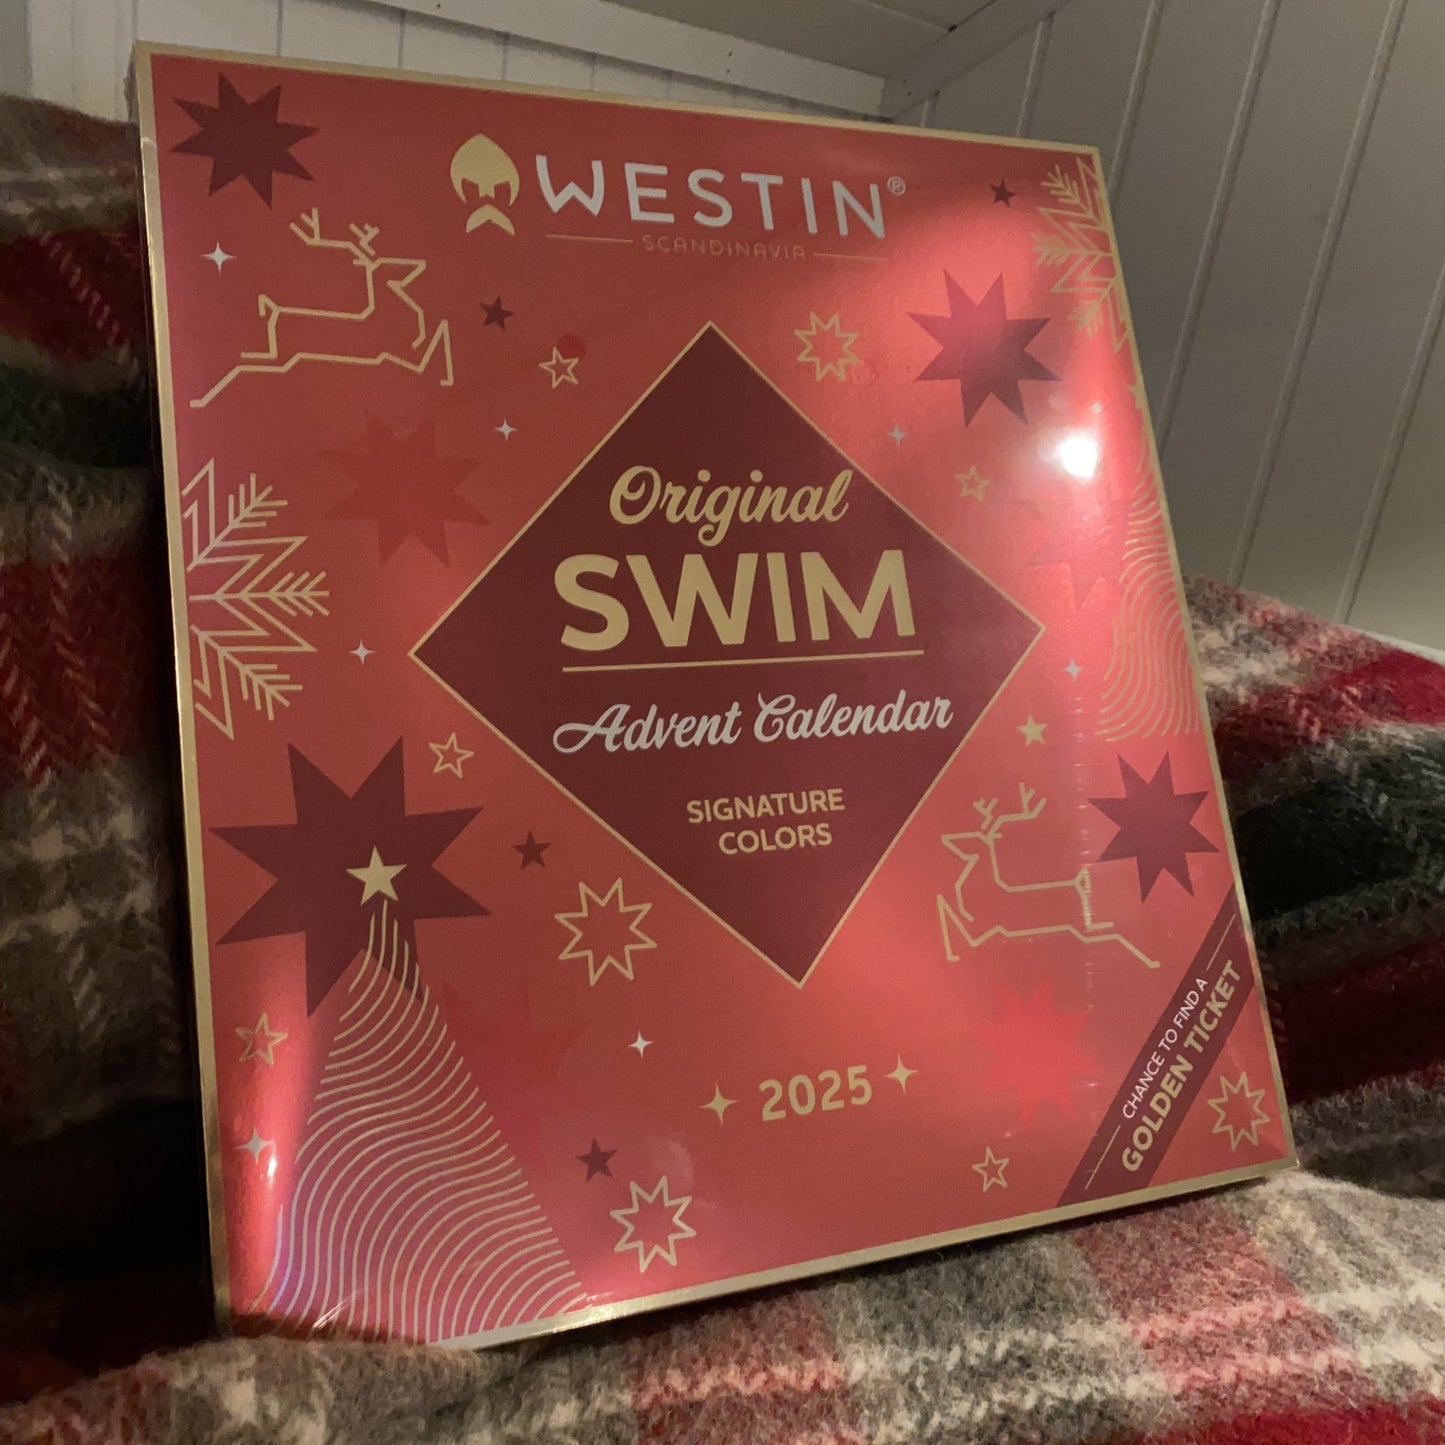 WESTIN®
SCANDINAVIA
Original
SWIM
Advent Calendar
SIGNATURE
COLORS
2025
CHANCE TO FIND A
GOLDEN TICKET